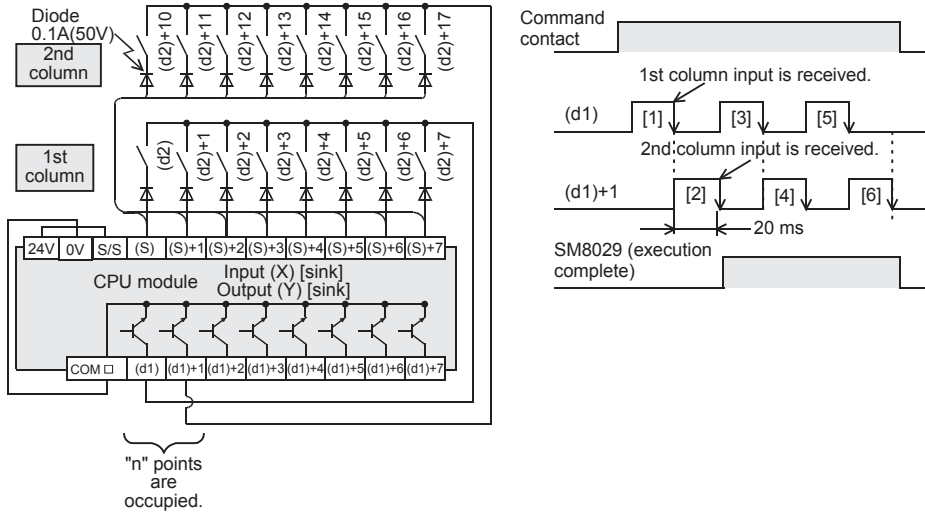 Diode
0.1A(50V)
2nd
column
(d2)+10
(d2)+11
(d2)+12
(d2)+13
(d2)+14
(d2)+15
(d2)+16
(d2)+17
1st
column
(d2)
(d2)+1
(d2)+2
(d2)+3
(d2)+4
(d2)+5
(d2)+6
(d2)+7
24V 0V S/S (S) (S)+1 (S)+2 (S)+3 (S)+4 (S)+5 (S)+6 (S)+7
CPU module
Input (X) [sink]
Output (Y) [sink]
COM □ (d1) (d1)+1 (d1)+2 (d1)+3 (d1)+4 (d1)+5 (d1)+6 (d1)+7
"n" points
are
occupied.
Command
contact
1st column input is received.
(d1) [1] [3] [5]
2nd column input is received.
(d1)+1 [2] [4] [6]
20 ms
SM8029 (execution
complete)